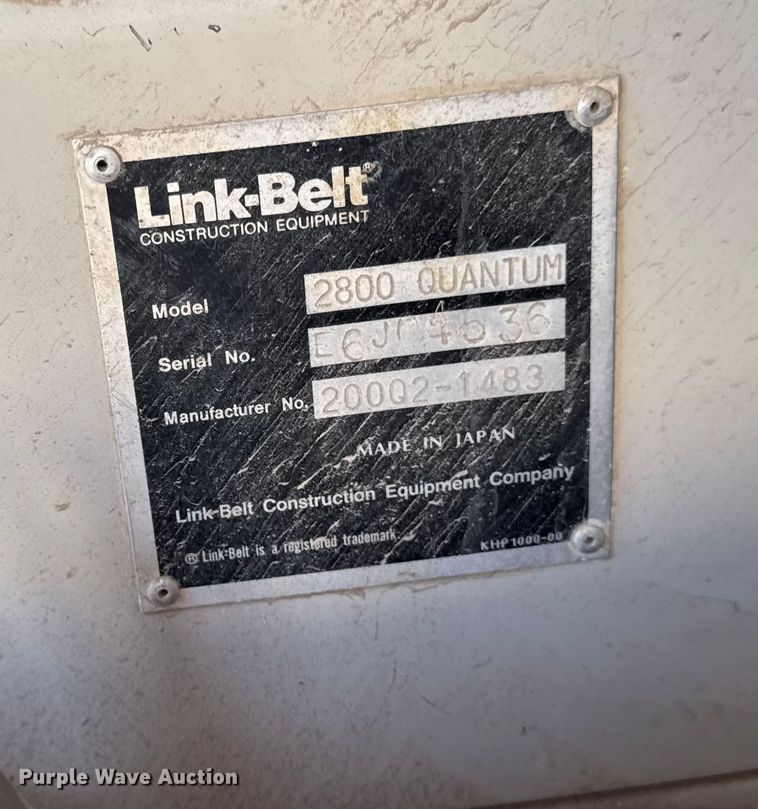 Link-Belt®
CONSTRUCTION EQUIPMENT
Model 2800 QUANTUM
Serial No.
Manufacturer No. 200Q2-1483
MADE IN JAPAN
Link-Belt Construction Equipment Company
® Link-Belt is a registered trademark KHP1000-00
Purple Wave Auction